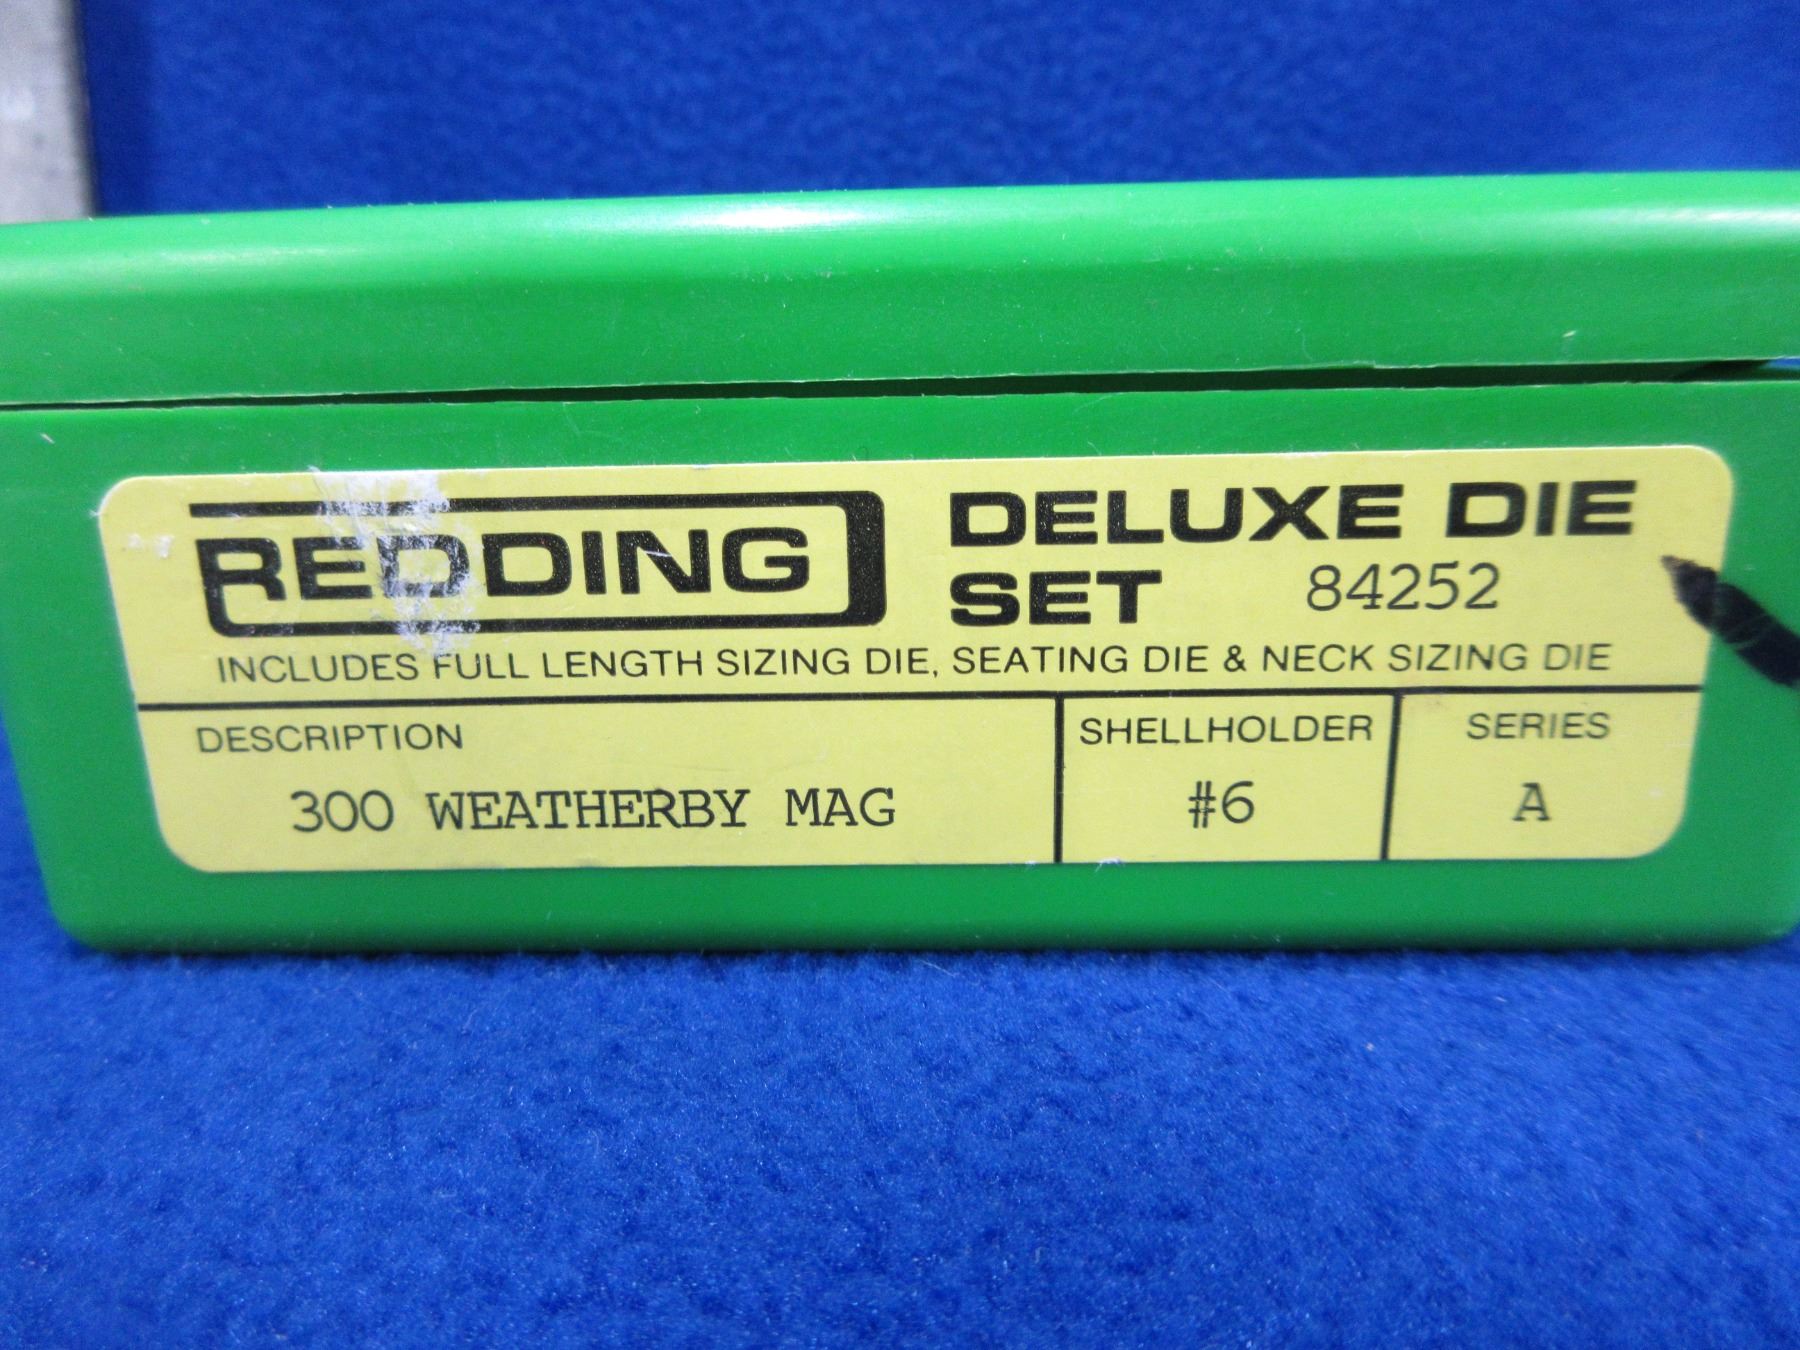 REDDING DELUXE DIE
SET 84252
INCLUDES FULL LENGTH SIZING DIE, SEATING DIE & NECK SIZING DIE
DESCRIPTION SHELLHOLDER SERIES
300 WEATHERBY MAG #6 A